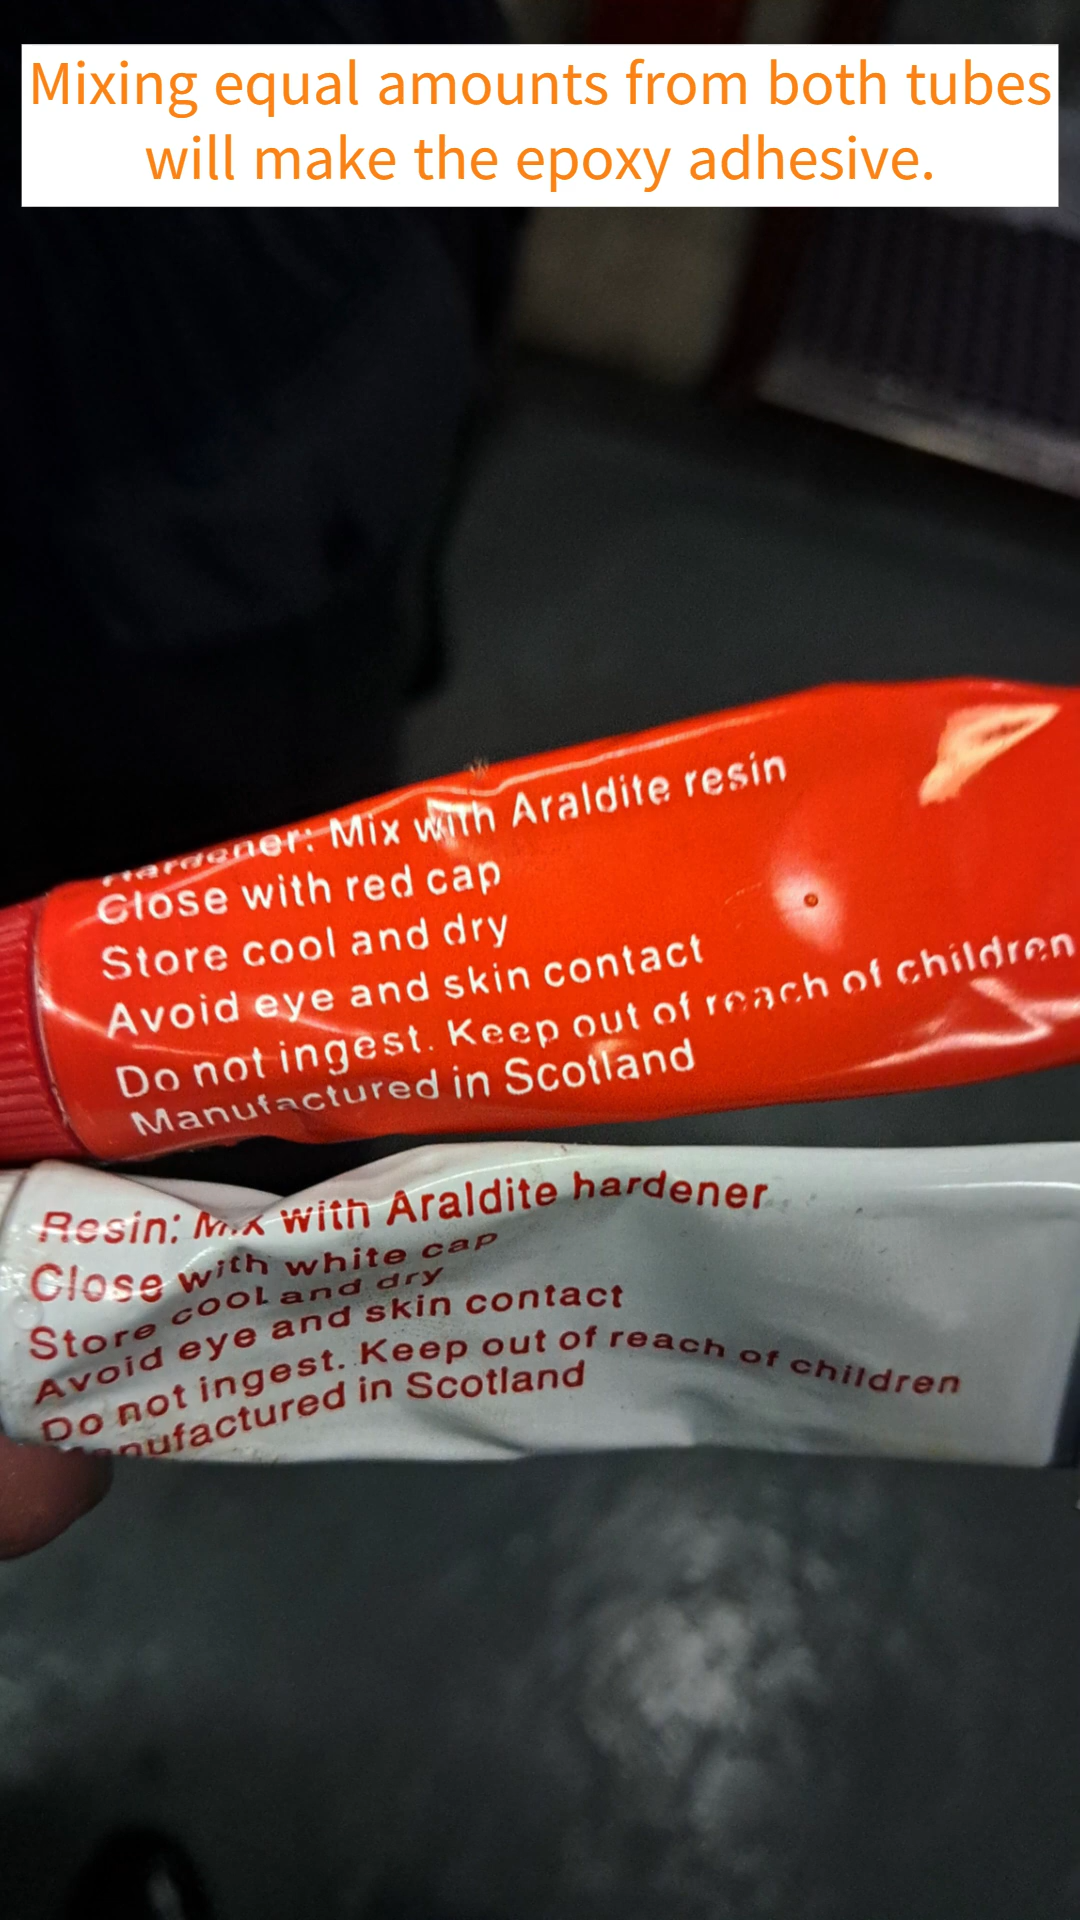 Mixing equal amounts from both tubes
will make the epoxy adhesive.
Hardener: Mix with Araldite resin
Close with red cap
Store cool and dry
Avoid eye and skin contact
Do not ingest. Keep out of reach of children
Manufactured in Scotland
Resin: Mix with Araldite hardener
Close with white cap
Store cool and dry
Avoid eye and skin contact
Do not ingest. Keep out of reach of children
Manufactured in Scotland